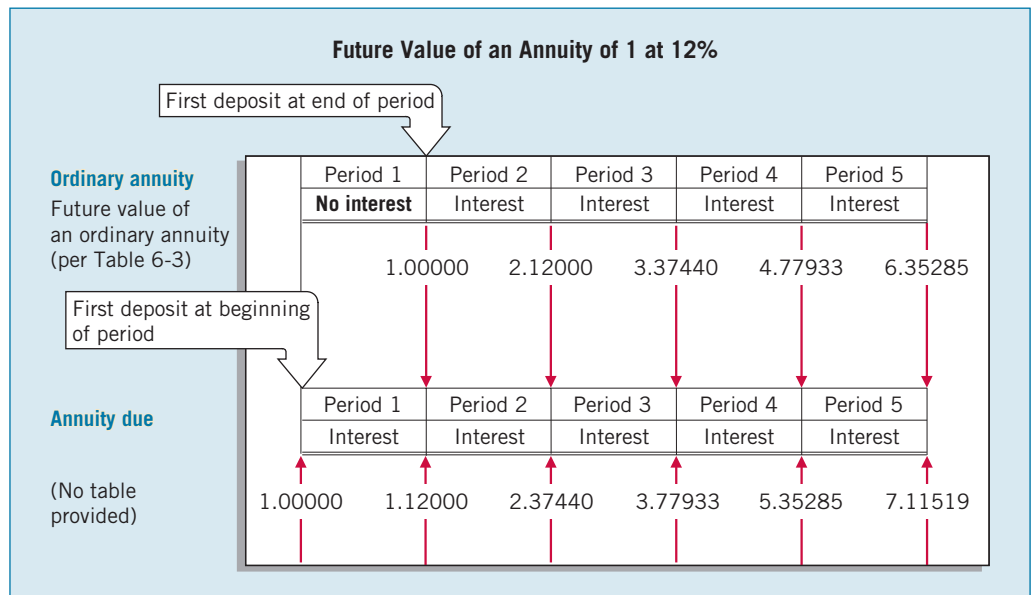 Future Value of an Annuity of 1 at 12%
First deposit at end of period
Ordinary annuity
Future value of
an ordinary annuity
(per Table 6-3)
Period 1 Period 2 Period 3 Period 4 Period 5
No interest Interest Interest Interest Interest
1.00000 2.12000 3.37440 4.77933 6.35285
First deposit at beginning
of period
Annuity due
Period 1 Period 2 Period 3 Period 4 Period 5
Interest Interest Interest Interest Interest
(No table
provided)
1.00000 1.12000 2.37440 3.77933 5.35285 7.11519